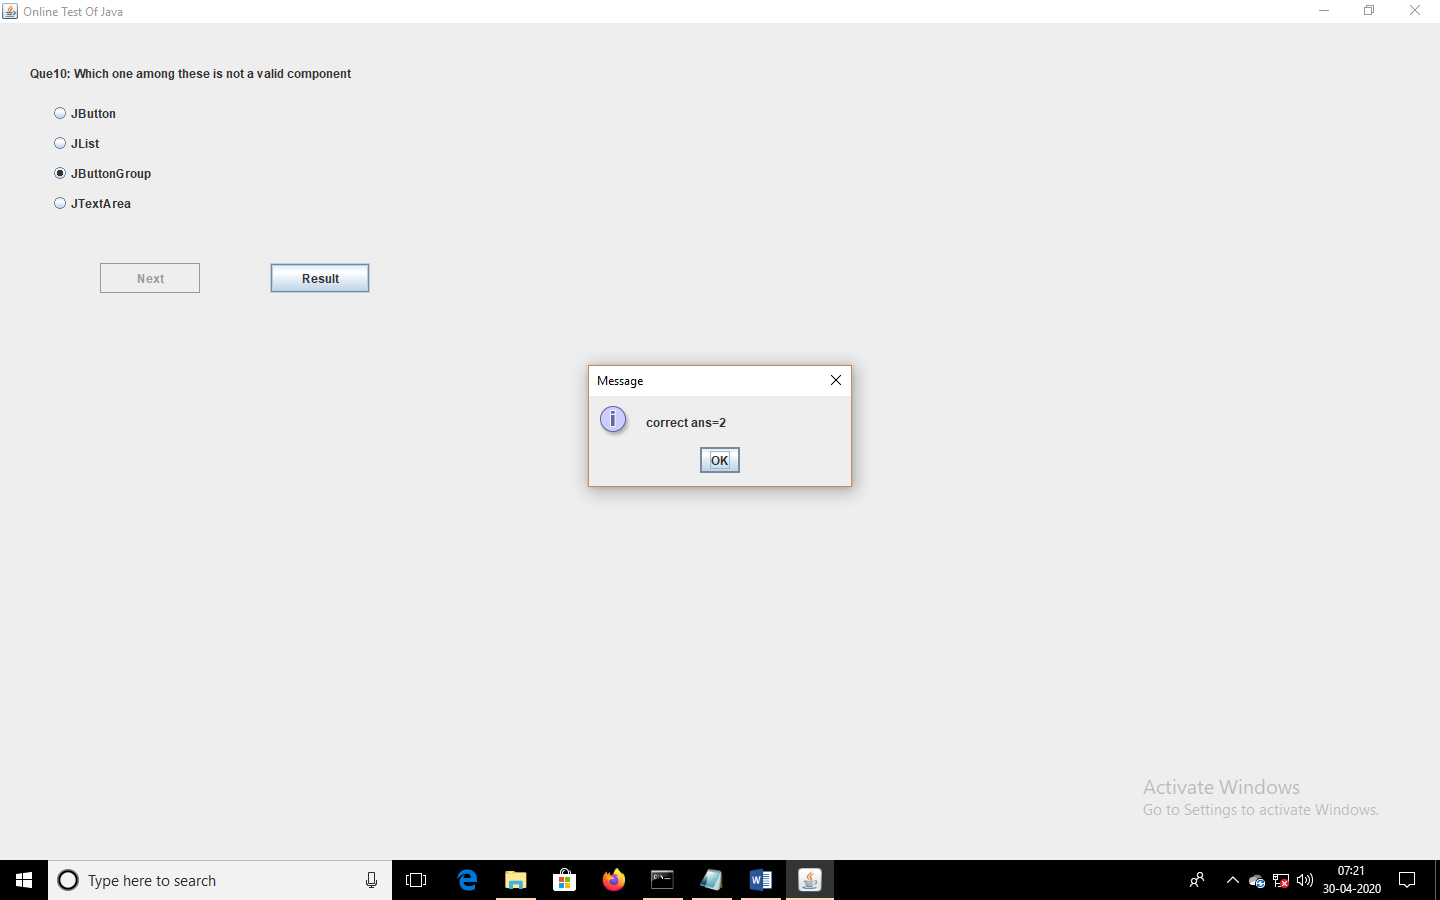 Online Test Of Java
Que10: Which one among these is not a valid component
JButton
JList
JButtonGroup
JTextArea
Next
Result
Message
correct ans=2
OK
Activate Windows
Go to Settings to activate Windows.
Type here to search
07:21
30-04-2020